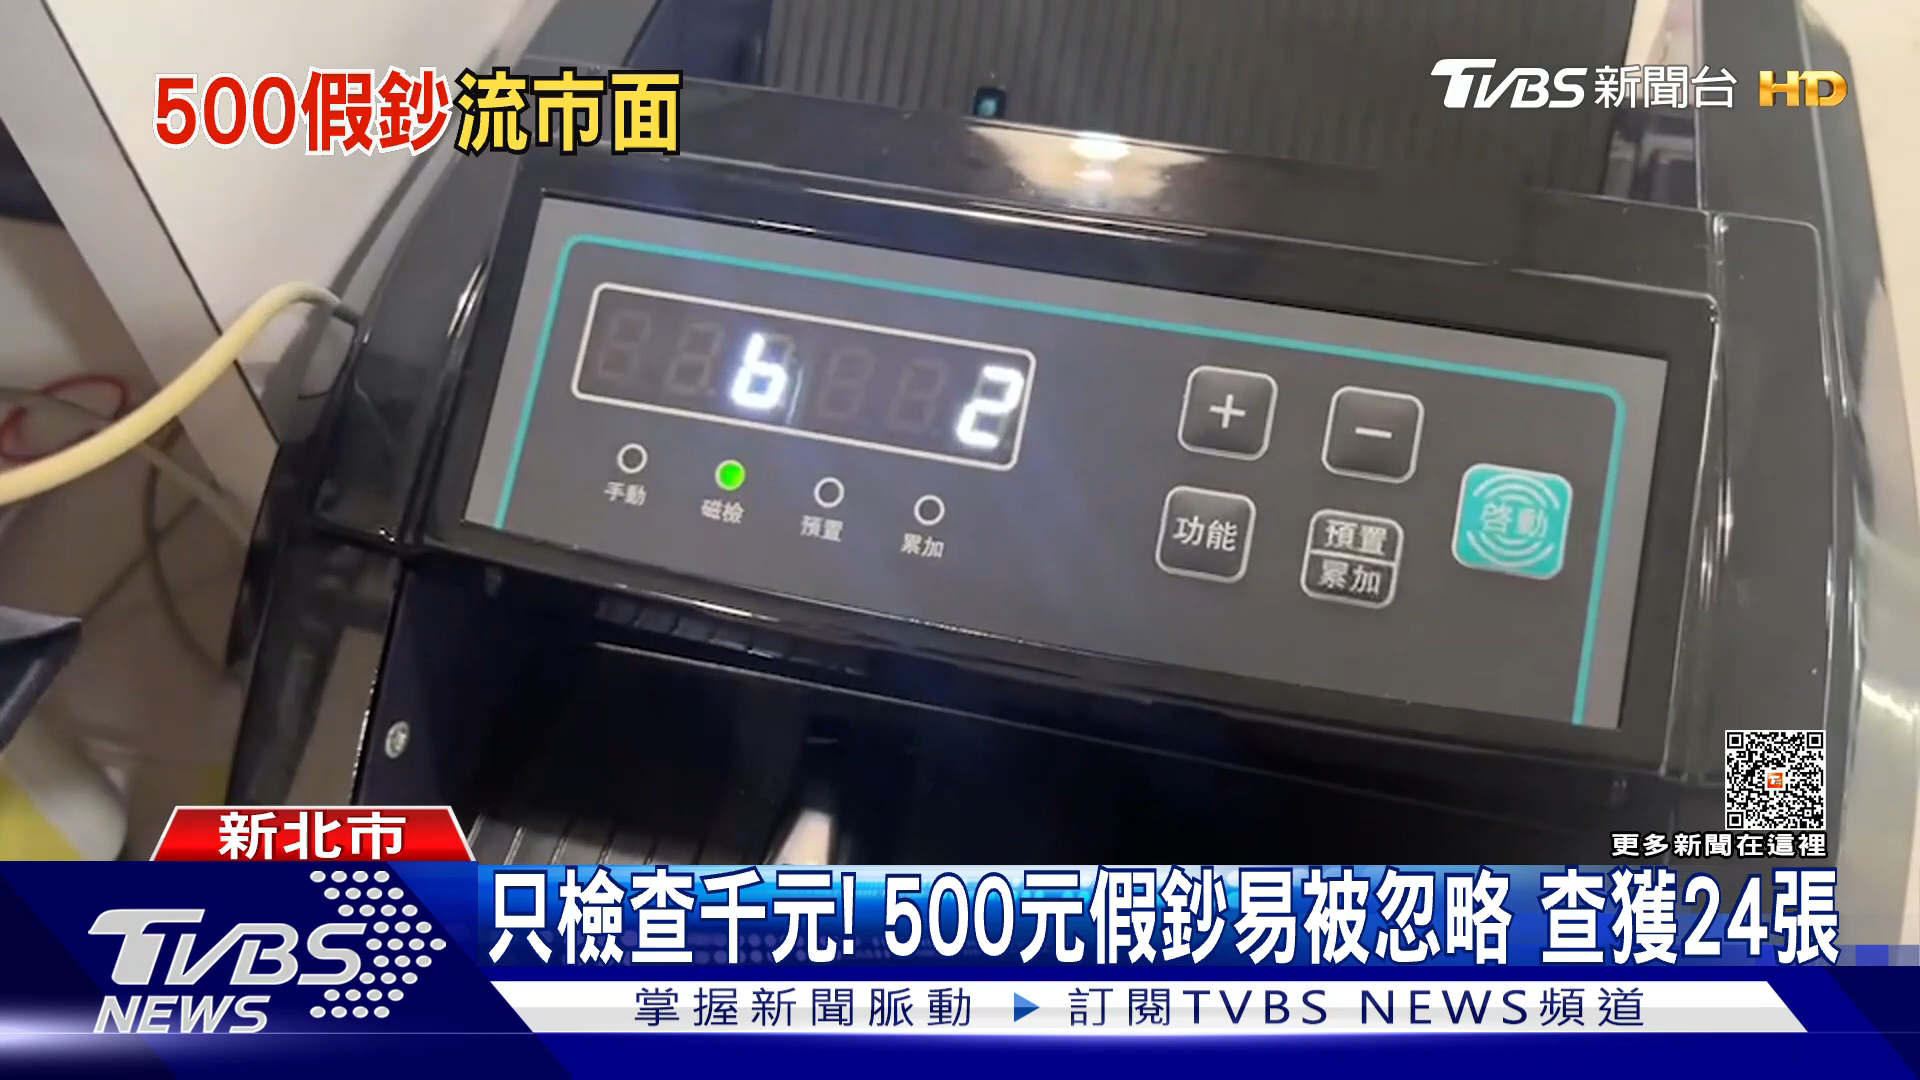 500假鈔流市面
TVBS新聞台 HD
b 2
手動 磁檢 預置 累加
+ −
功能 預置 累加 啓動
更多新聞在這裡
新北市
只檢查千元! 500元假鈔易被忽略 查獲24張
TVBS NEWS
掌握新聞脈動 ▶ 訂閱TVBS NEWS頻道